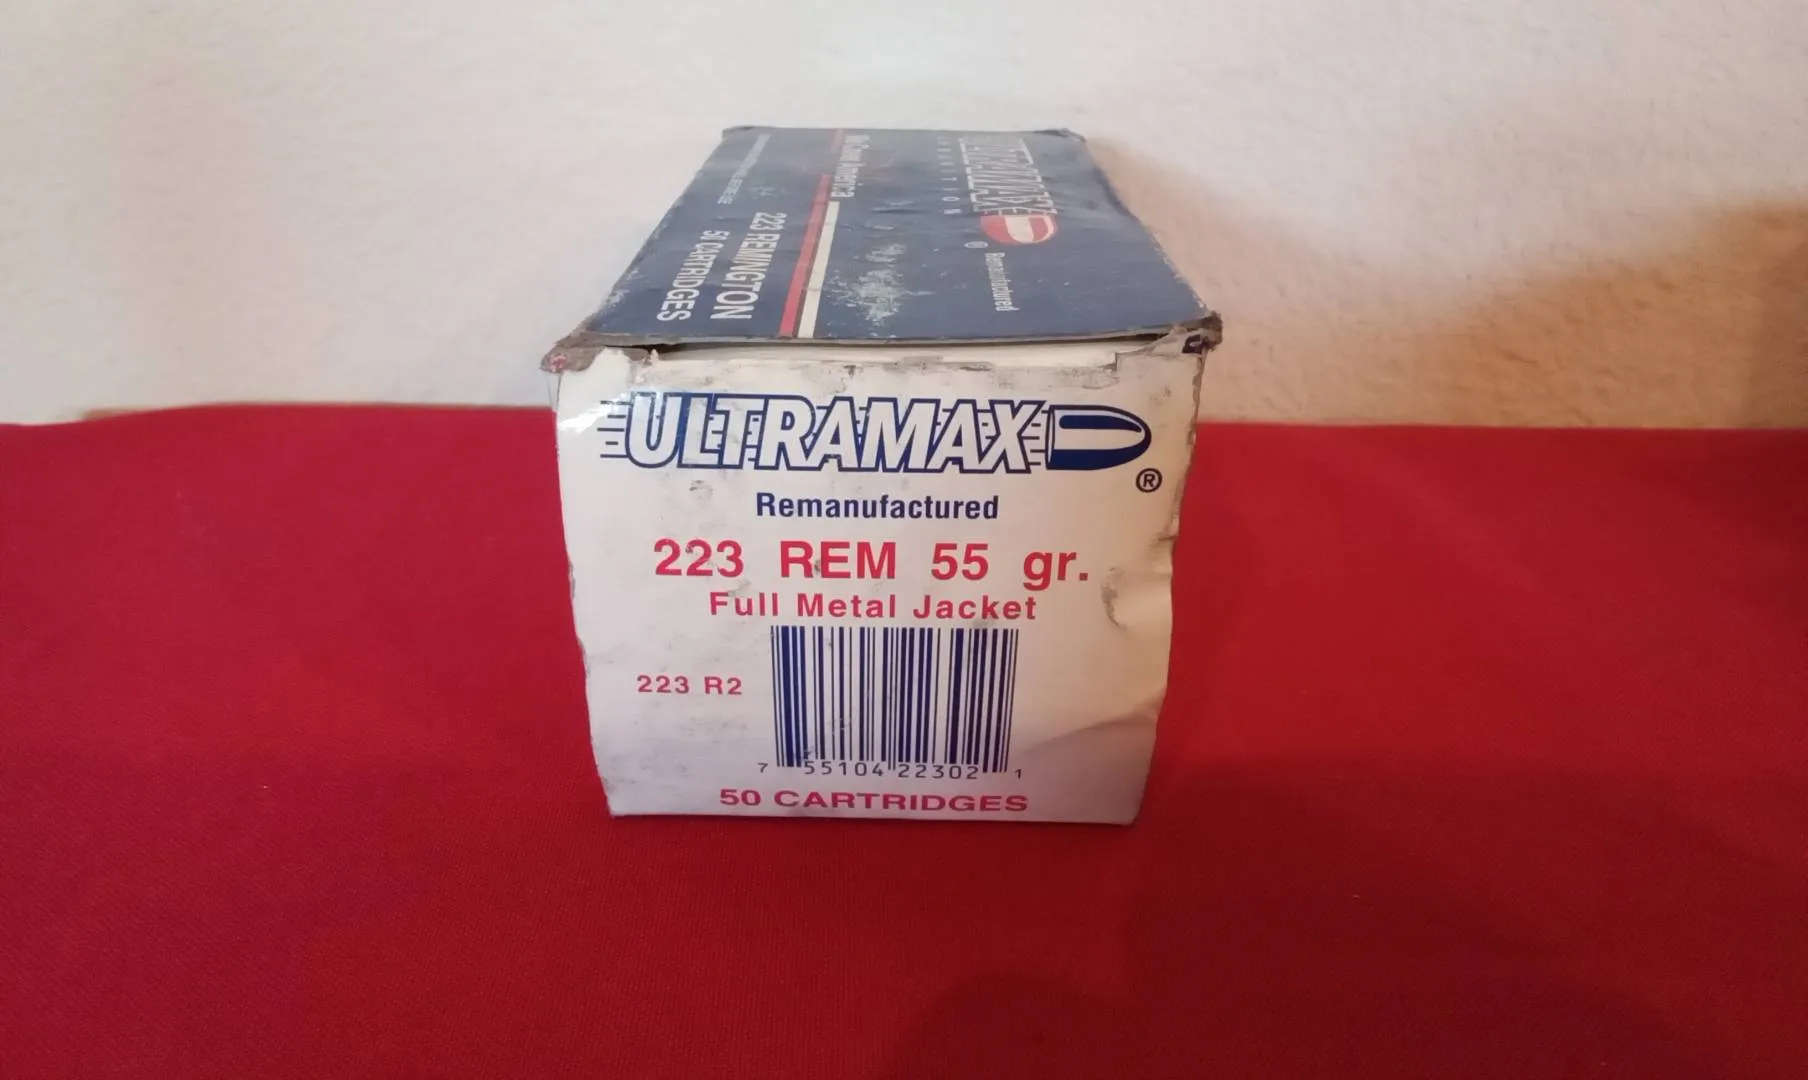 ULTRAMAX
AMMUNITION
® Remanufactured
223 REMINGTON
50 CARTRIDGES
ULTRAMAX
®
Remanufactured
223 REM 55 gr.
Full Metal Jacket
223 R2
7 55104 22302 1
50 CARTRIDGES